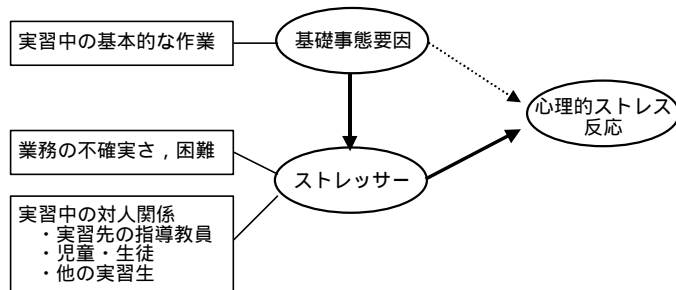 実習中の基本的な作業
基礎事態要因
心理的ストレス
反応
業務の不確実さ，困難
ストレッサー
実習中の対人関係
・実習先の指導教員
・児童・生徒
・他の実習生